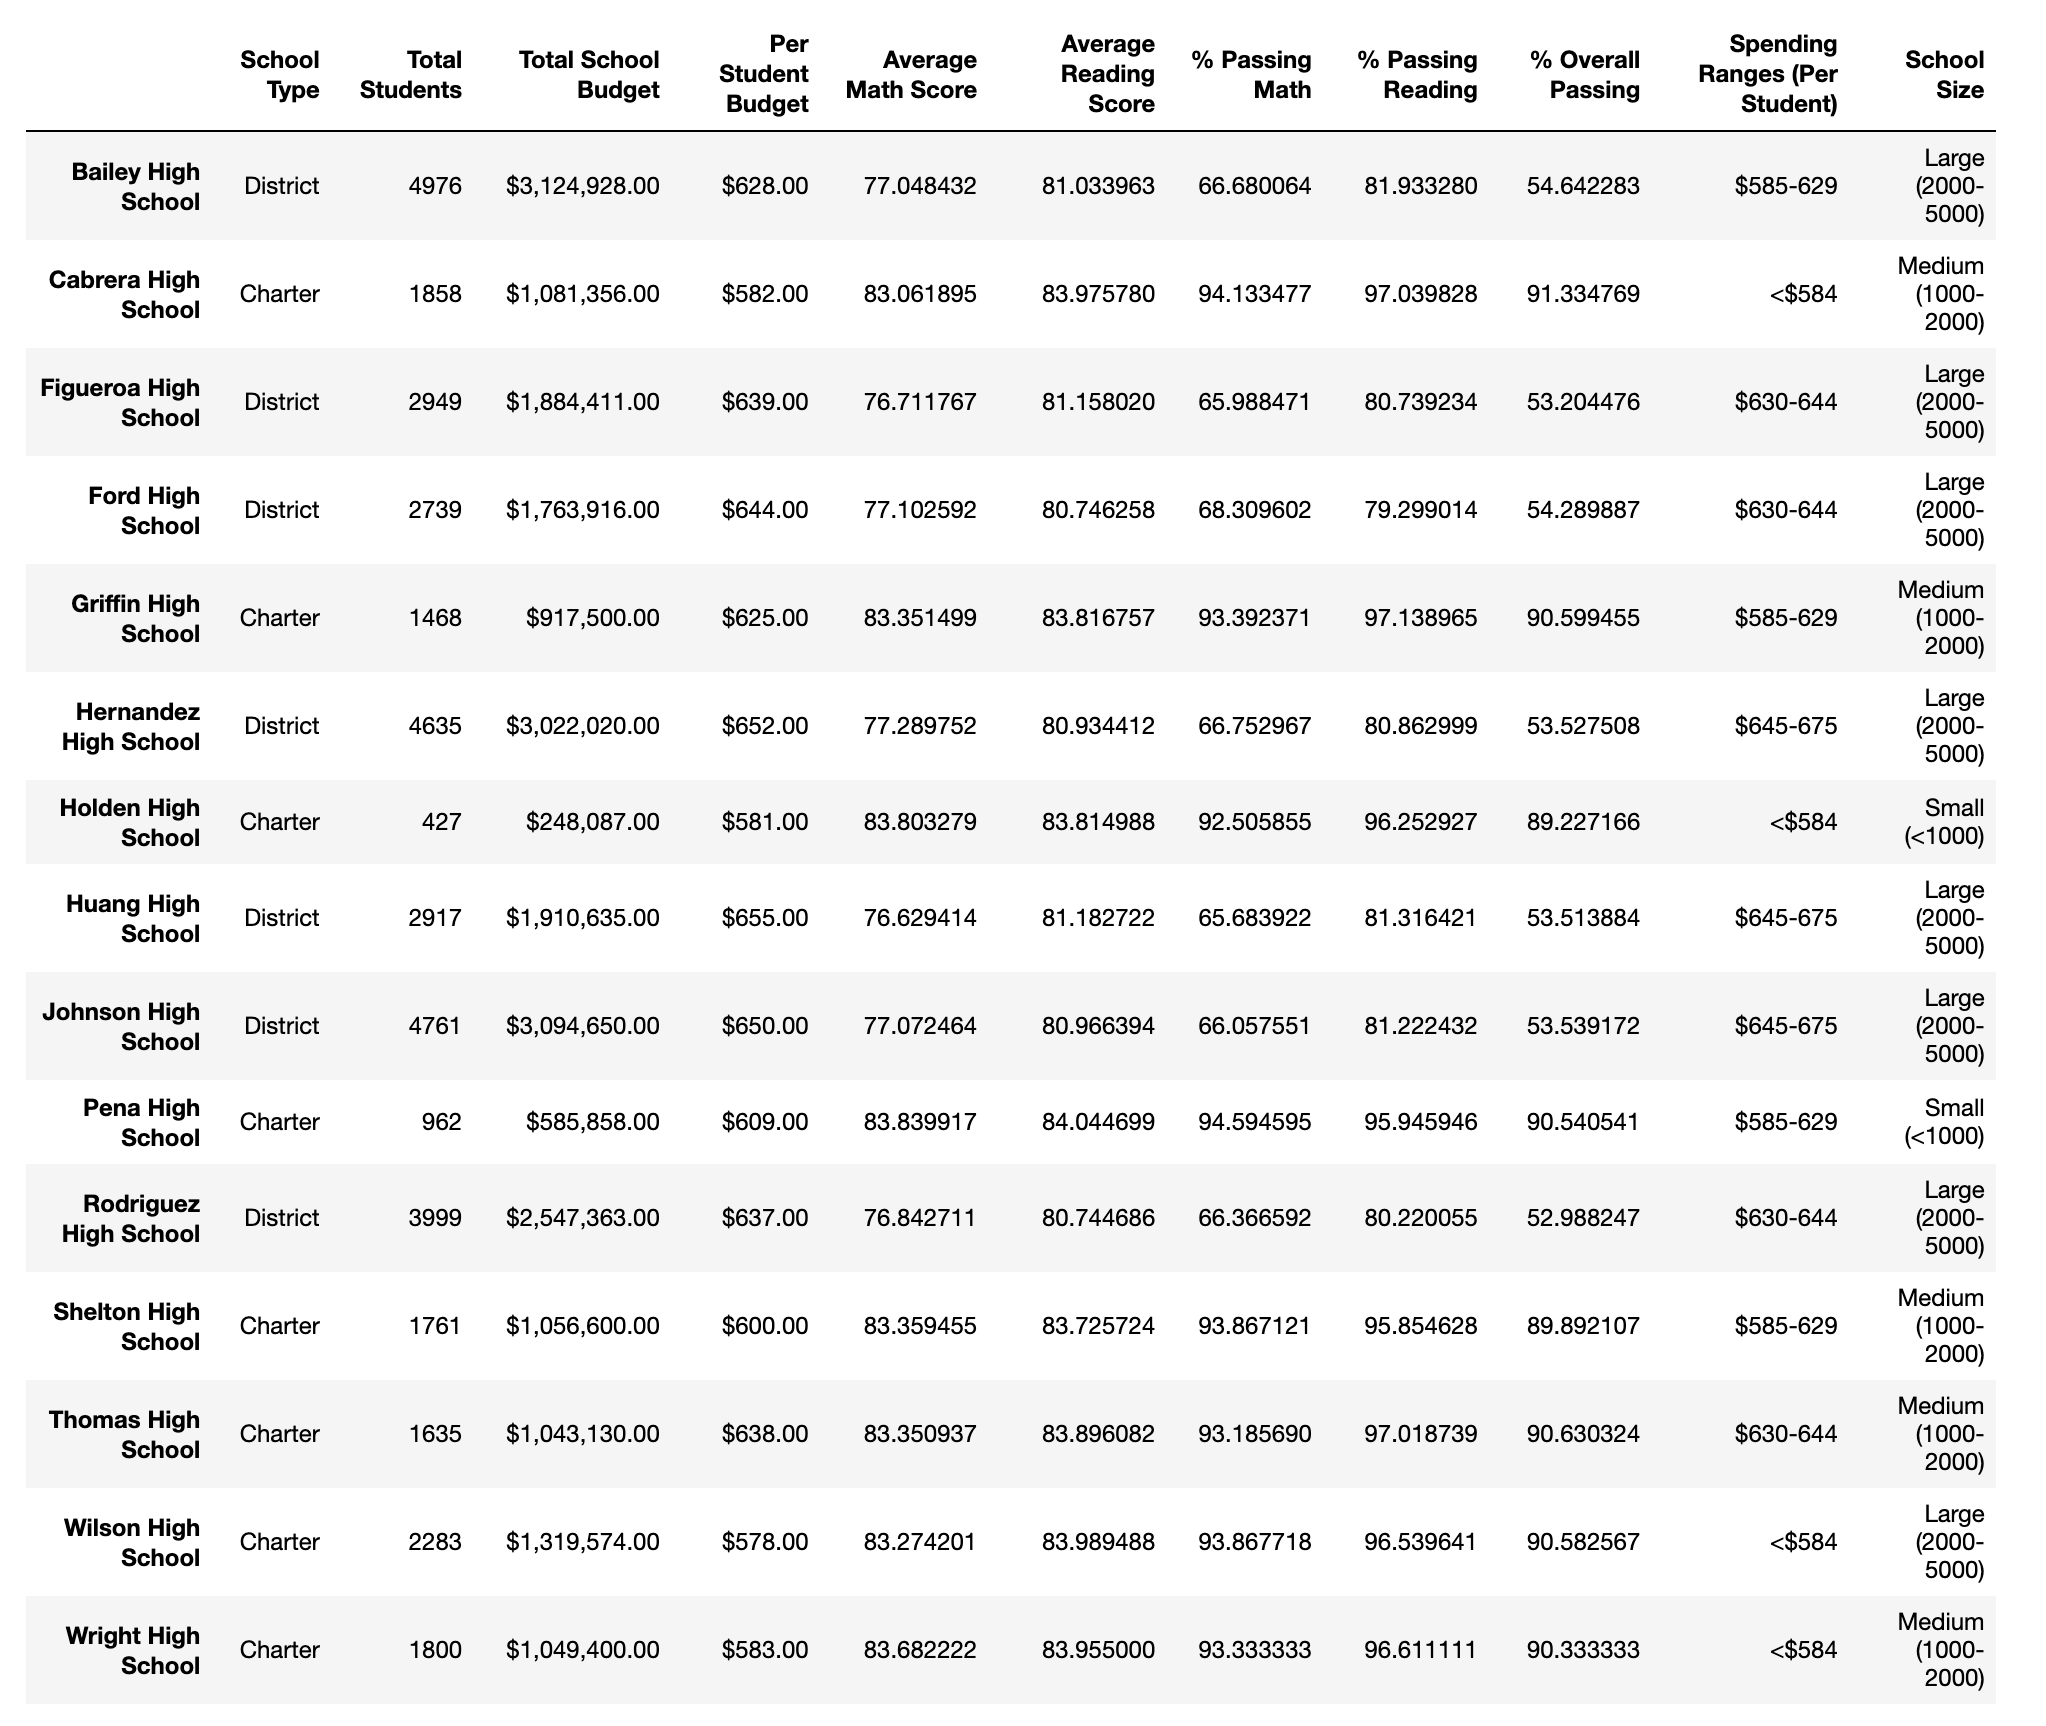 School Type Total Students Total School Budget Per Student Budget Average Math Score Average Reading Score % Passing Math % Passing Reading % Overall Passing Spending Ranges (Per Student) School Size
Bailey High School District 4976 $3,124,928.00 $628.00 77.048432 81.033963 66.680064 81.933280 54.642283 $585-629 Large (2000-5000)
Cabrera High School Charter 1858 $1,081,356.00 $582.00 83.061895 83.975780 94.133477 97.039828 91.334769 <$584 Medium (1000-2000)
Figueroa High School District 2949 $1,884,411.00 $639.00 76.711767 81.158020 65.988471 80.739234 53.204476 $630-644 Large (2000-5000)
Ford High School District 2739 $1,763,916.00 $644.00 77.102592 80.746258 68.309602 79.299014 54.289887 $630-644 Large (2000-5000)
Griffin High School Charter 1468 $917,500.00 $625.00 83.351499 83.816757 93.392371 97.138965 90.599455 $585-629 Medium (1000-2000)
Hernandez High School District 4635 $3,022,020.00 $652.00 77.289752 80.934412 66.752967 80.862999 53.527508 $645-675 Large (2000-5000)
Holden High School Charter 427 $248,087.00 $581.00 83.803279 83.814988 92.505855 96.252927 89.227166 <$584 Small (<1000)
Huang High School District 2917 $1,910,635.00 $655.00 76.629414 81.182722 65.683922 81.316421 53.513884 $645-675 Large (2000-5000)
Johnson High School District 4761 $3,094,650.00 $650.00 77.072464 80.966394 66.057551 81.222432 53.539172 $645-675 Large (2000-5000)
Pena High School Charter 962 $585,858.00 $609.00 83.839917 84.044699 94.594595 95.945946 90.540541 $585-629 Small (<1000)
Rodriguez High School District 3999 $2,547,363.00 $637.00 76.842711 80.744686 66.366592 80.220055 52.988247 $630-644 Large (2000-5000)
Shelton High School Charter 1761 $1,056,600.00 $600.00 83.359455 83.725724 93.867121 95.854628 89.892107 $585-629 Medium (1000-2000)
Thomas High School Charter 1635 $1,043,130.00 $638.00 83.350937 83.896082 93.185690 97.018739 90.630324 $630-644 Medium (1000-2000)
Wilson High School Charter 2283 $1,319,574.00 $578.00 83.274201 83.989488 93.867718 96.539641 90.582567 <$584 Large (2000-5000)
Wright High School Charter 1800 $1,049,400.00 $583.00 83.682222 83.955000 93.333333 96.611111 90.333333 <$584 Medium (1000-2000)